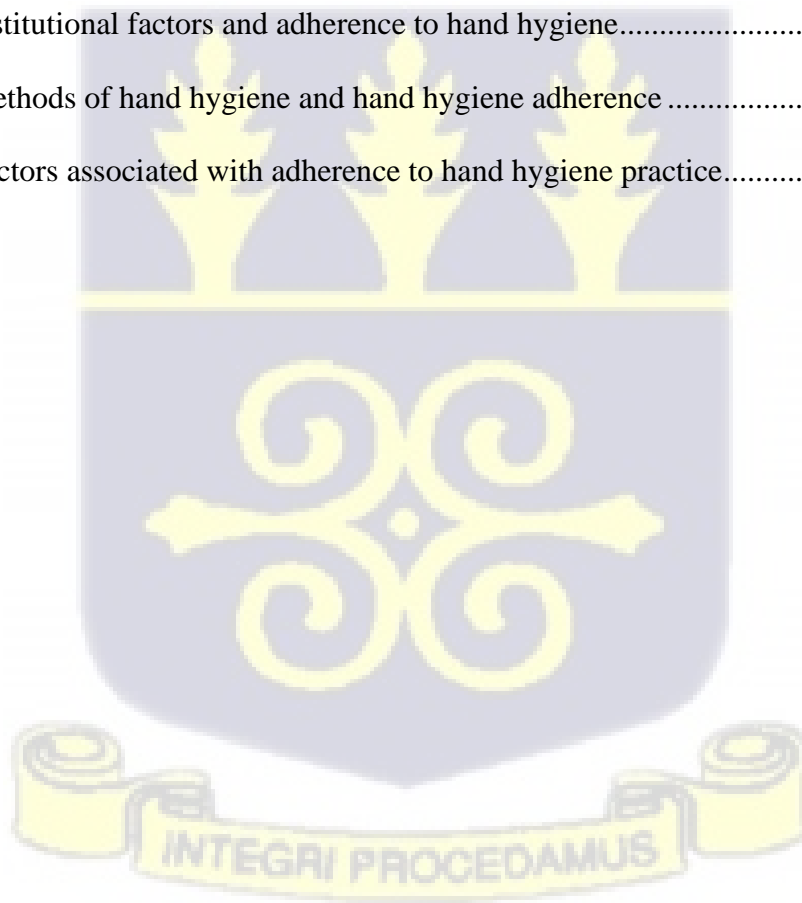 stitutional factors and adherence to hand hygiene.......................
ethods of hand hygiene and hand hygiene adherence .................
ctors associated with adherence to hand hygiene practice..........
INTEGRI PROCEDAMUS